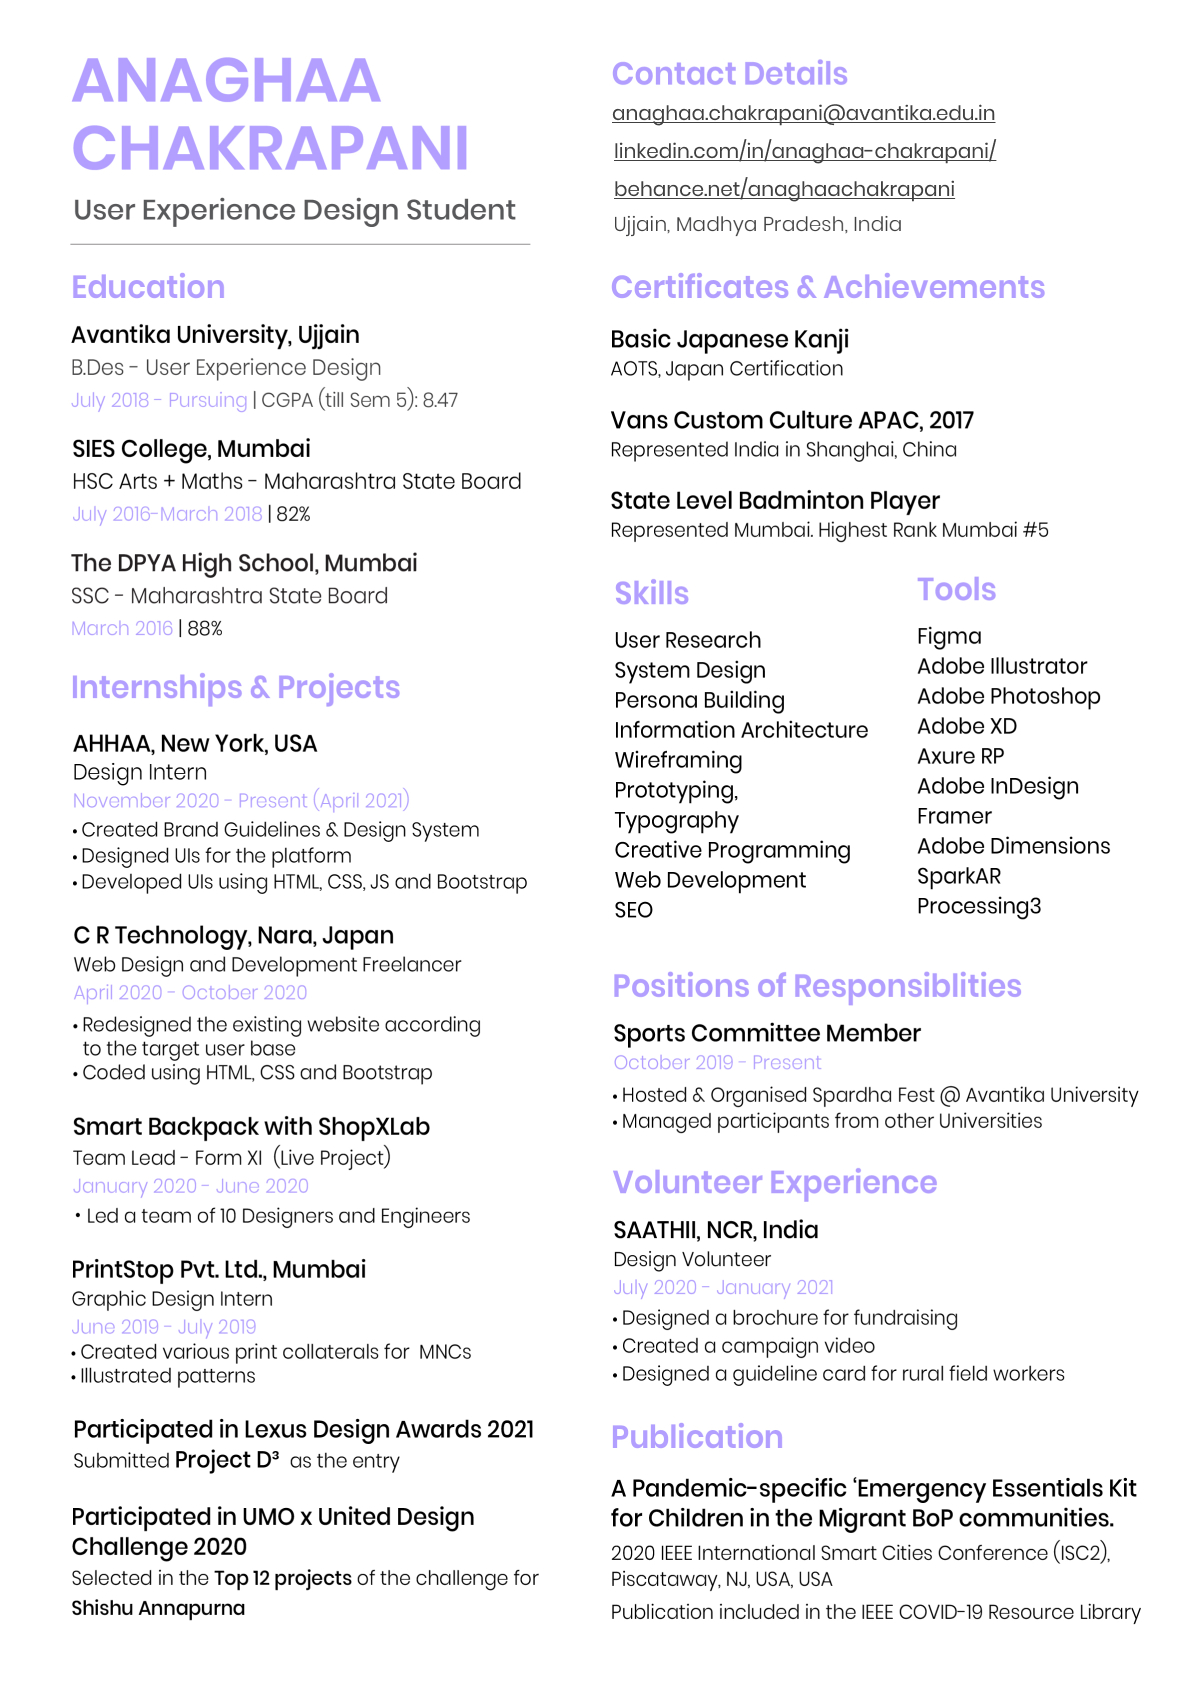 ANAGHAA
CHAKRAPANI
User Experience Design Student
Education
Avantika University, Ujjain
B.Des - User Experience Design
July 2018 - Pursuing | CGPA (till Sem 5): 8.47
SIES College, Mumbai
HSC Arts + Maths - Maharashtra State Board
July 2016-March 2018 | 82%
The DPYA High School, Mumbai
SSC - Maharashtra State Board
March 2016 | 88%
Internships & Projects
AHHAA, New York, USA
Design Intern
November 2020 - Present (April 2021)
• Created Brand Guidelines & Design System
• Designed UIs for the platform
• Developed UIs using HTML, CSS, JS and Bootstrap
C R Technology, Nara, Japan
Web Design and Development Freelancer
April 2020 - October 2020
• Redesigned the existing website according
to the target user base
• Coded using HTML, CSS and Bootstrap
Smart Backpack with ShopXLab
Team Lead - Form XI (Live Project)
January 2020 - June 2020
• Led a team of 10 Designers and Engineers
PrintStop Pvt. Ltd., Mumbai
Graphic Design Intern
June 2019 - July 2019
• Created various print collaterals for MNCs
• Illustrated patterns
Participated in Lexus Design Awards 2021
Submitted Project D³ as the entry
Participated in UMO x United Design
Challenge 2020
Selected in the Top 12 projects of the challenge for
Shishu Annapurna
Contact Details
anaghaa.chakrapani@avantika.edu.in
linkedin.com/in/anaghaa-chakrapani/
behance.net/anaghaachakrapani
Ujjain, Madhya Pradesh, India
Certificates & Achievements
Basic Japanese Kanji
AOTS, Japan Certification
Vans Custom Culture APAC, 2017
Represented India in Shanghai, China
State Level Badminton Player
Represented Mumbai. Highest Rank Mumbai #5
Skills
User Research
System Design
Persona Building
Information Architecture
Wireframing
Prototyping,
Typography
Creative Programming
Web Development
SEO
Tools
Figma
Adobe Illustrator
Adobe Photoshop
Adobe XD
Axure RP
Adobe InDesign
Framer
Adobe Dimensions
SparkAR
Processing3
Positions of Responsiblities
Sports Committee Member
October 2019 - Present
• Hosted & Organised Spardha Fest @ Avantika University
• Managed participants from other Universities
Volunteer Experience
SAATHII, NCR, India
Design Volunteer
July 2020 - January 2021
• Designed a brochure for fundraising
• Created a campaign video
• Designed a guideline card for rural field workers
Publication
A Pandemic-specific ‘Emergency Essentials Kit
for Children in the Migrant BoP communities.
2020 IEEE International Smart Cities Conference (ISC2),
Piscataway, NJ, USA, USA
Publication included in the IEEE COVID-19 Resource Library